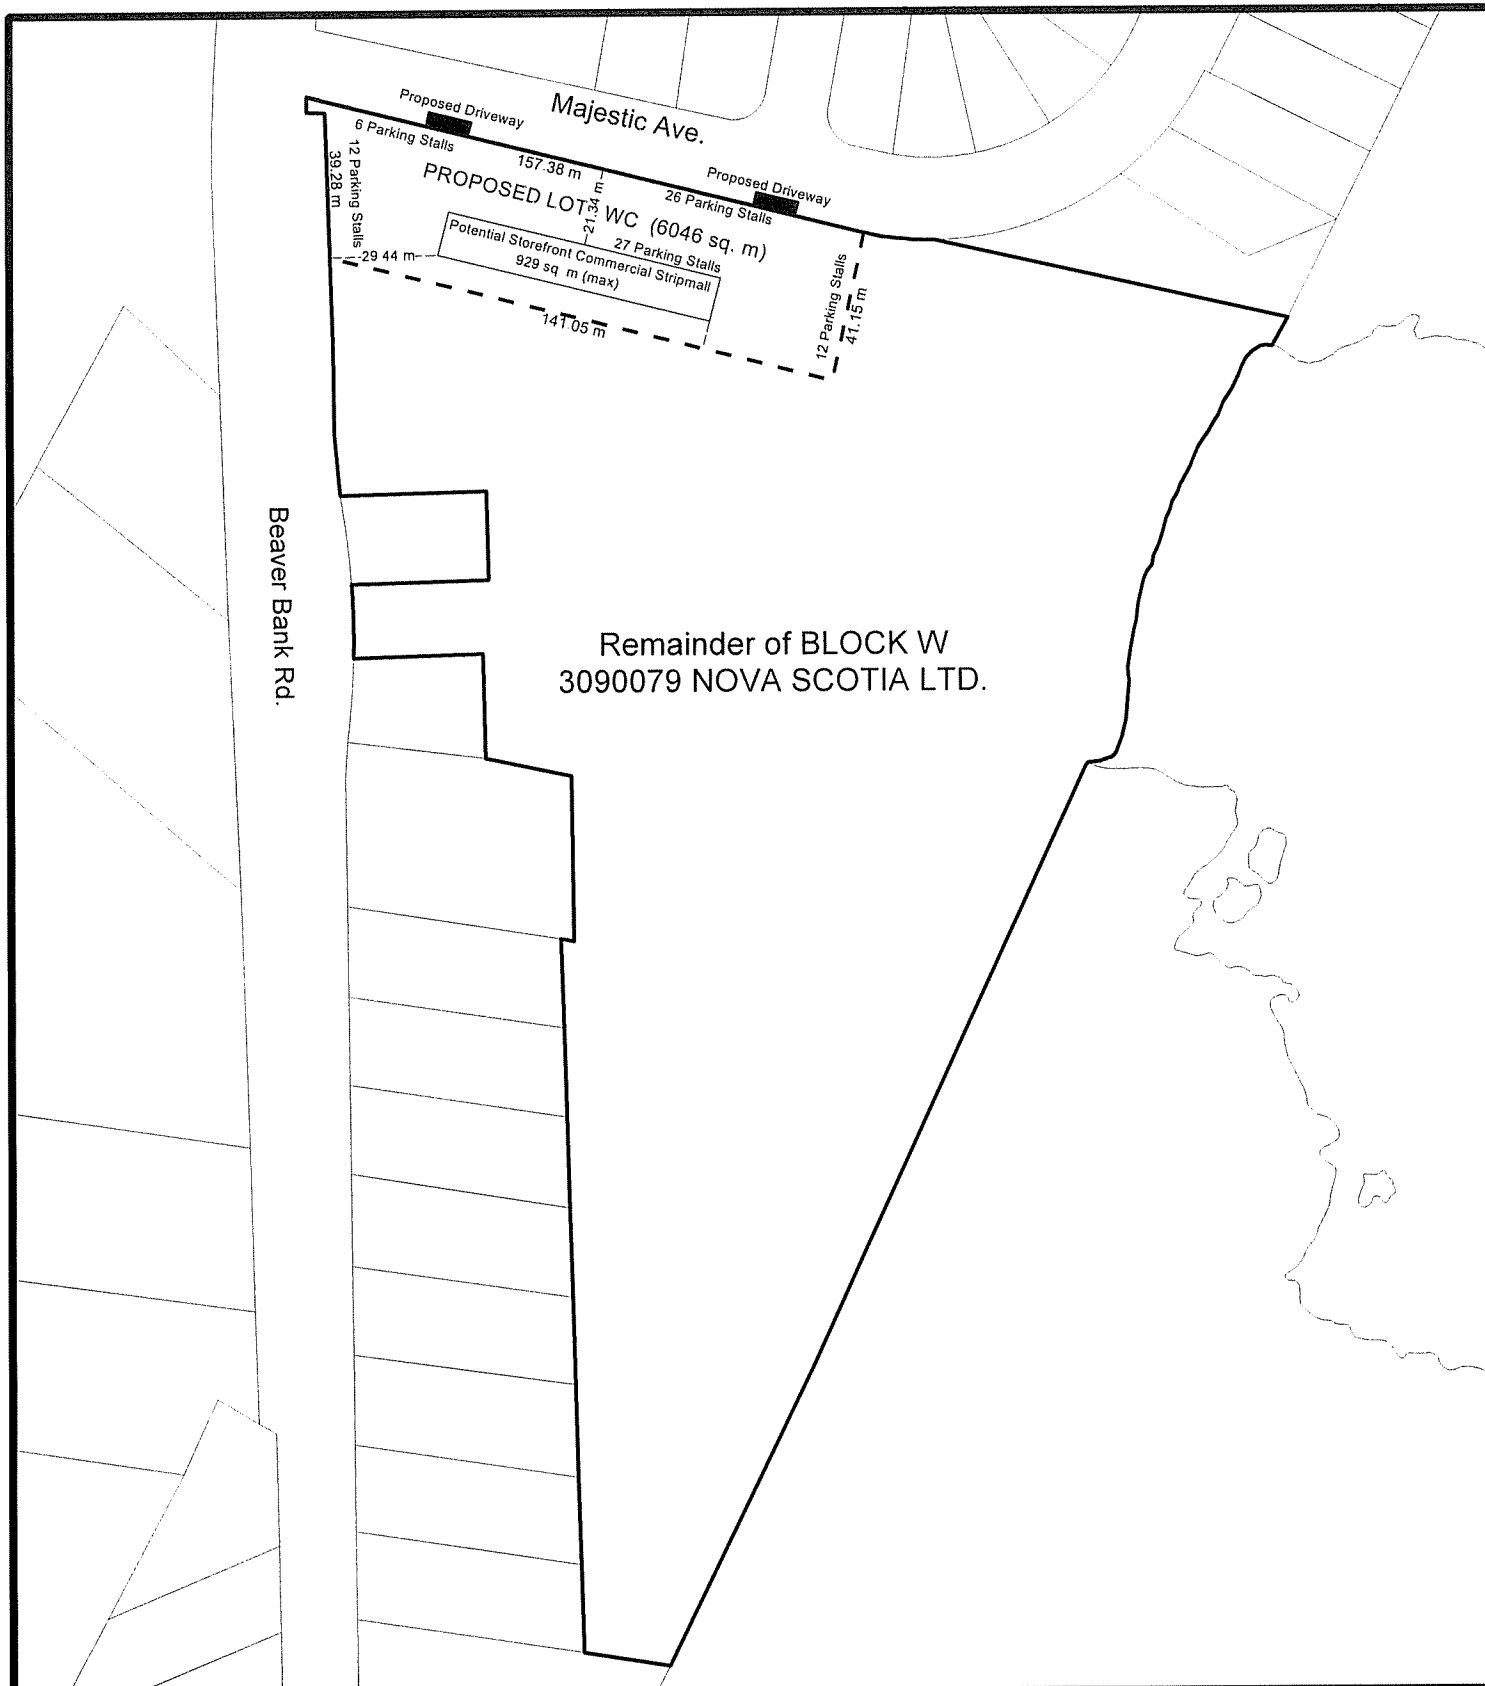 Majestic Ave.
Proposed Driveway
6 Parking Stalls
157.38 m
Proposed Driveway
26 Parking Stalls
12 Parking Stalls
39.28 m
PROPOSED LOT WC (6046 sq. m)
21.34 m
27 Parking Stalls
Potential Storefront Commercial Stripmall
929 sq m (max)
29 44 m
141.05 m
12 Parking Stalls
41.15 m
Beaver Bank Rd.
Remainder of BLOCK W
3090079 NOVA SCOTIA LTD.